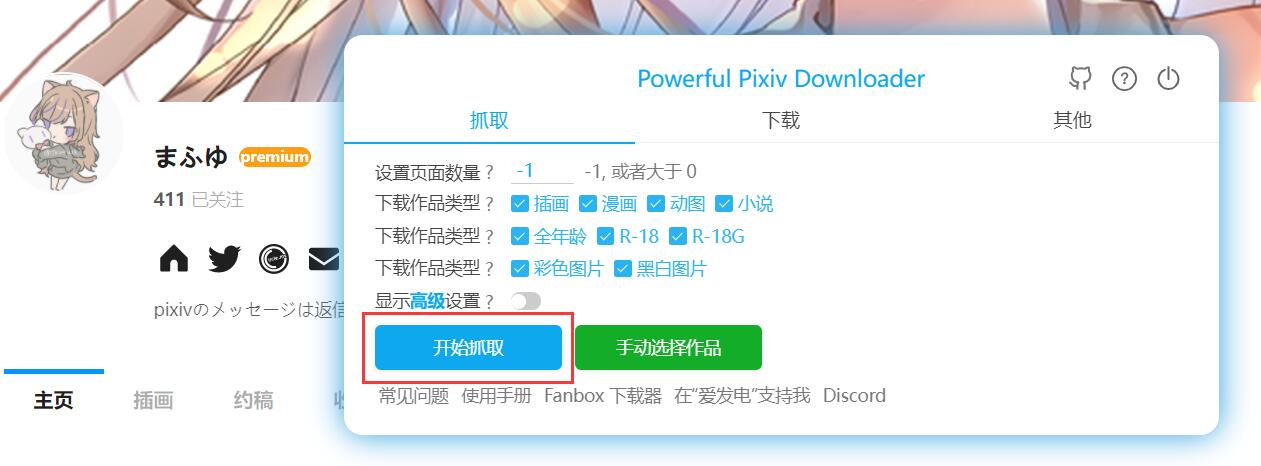 まふゆ premium
411 已关注
pixivのメッセージは返信
主页 插画 约稿
Powerful Pixiv Downloader
抓取 下载 其他
设置页面数量? -1 -1, 或者大于 0
下载作品类型? 插画 漫画 动图 小说
下载作品类型? 全年龄 R-18 R-18G
下载作品类型? 彩色图片 黑白图片
显示高级设置?
开始抓取 手动选择作品
常见问题 使用手册 Fanbox 下载器 在“爱发电”支持我 Discord